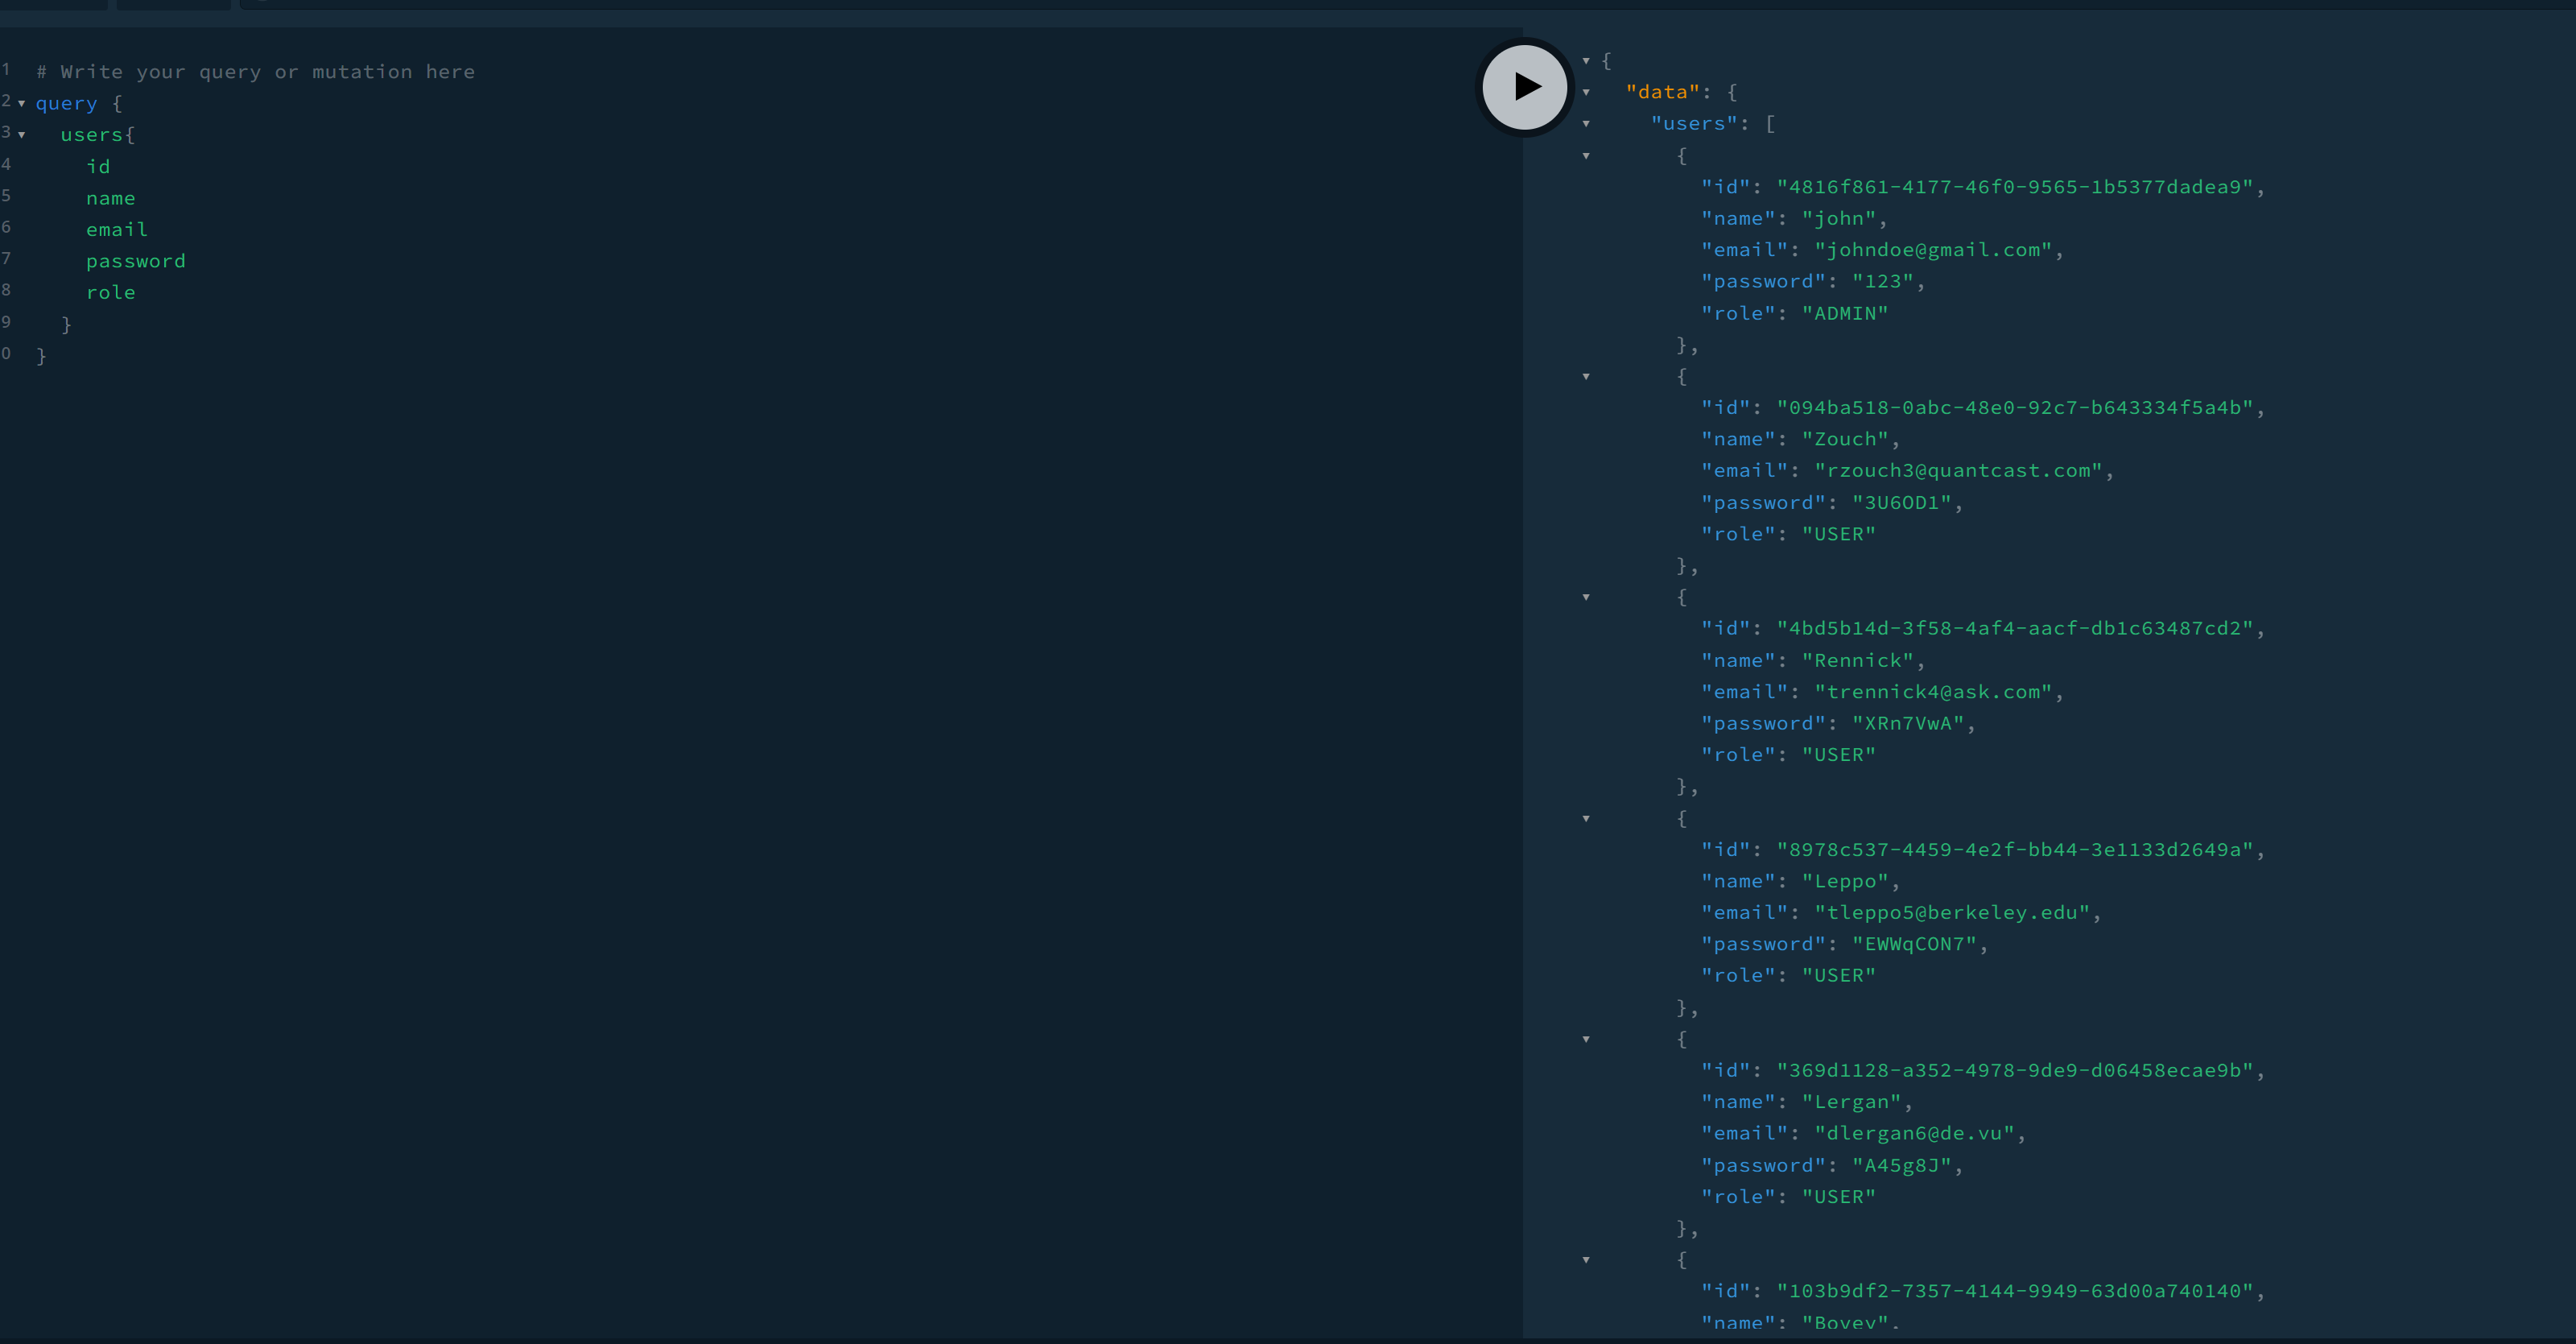 1 # Write your query or mutation here
2 query {
3 users{
4 id
5 name
6 email
7 password
8 role
9 }
0 }
{
"data": {
"users": [
{
"id": "4816f861-4177-46f0-9565-1b5377dadea9",
"name": "john",
"email": "johndoe@gmail.com",
"password": "123",
"role": "ADMIN"
},
{
"id": "094ba518-0abc-48e0-92c7-b643334f5a4b",
"name": "Zouch",
"email": "rzouch3@quantcast.com",
"password": "3U6OD1",
"role": "USER"
},
{
"id": "4bd5b14d-3f58-4af4-aacf-db1c63487cd2",
"name": "Rennick",
"email": "trennick4@ask.com",
"password": "XRn7VwA",
"role": "USER"
},
{
"id": "8978c537-4459-4e2f-bb44-3e1133d2649a",
"name": "Leppo",
"email": "tleppo5@berkeley.edu",
"password": "EWWqCON7",
"role": "USER"
},
{
"id": "369d1128-a352-4978-9de9-d06458ecae9b",
"name": "Lergan",
"email": "dlergan6@de.vu",
"password": "A45g8J",
"role": "USER"
},
{
"id": "103b9df2-7357-4144-9949-63d00a740140",
"name": "Bovey",